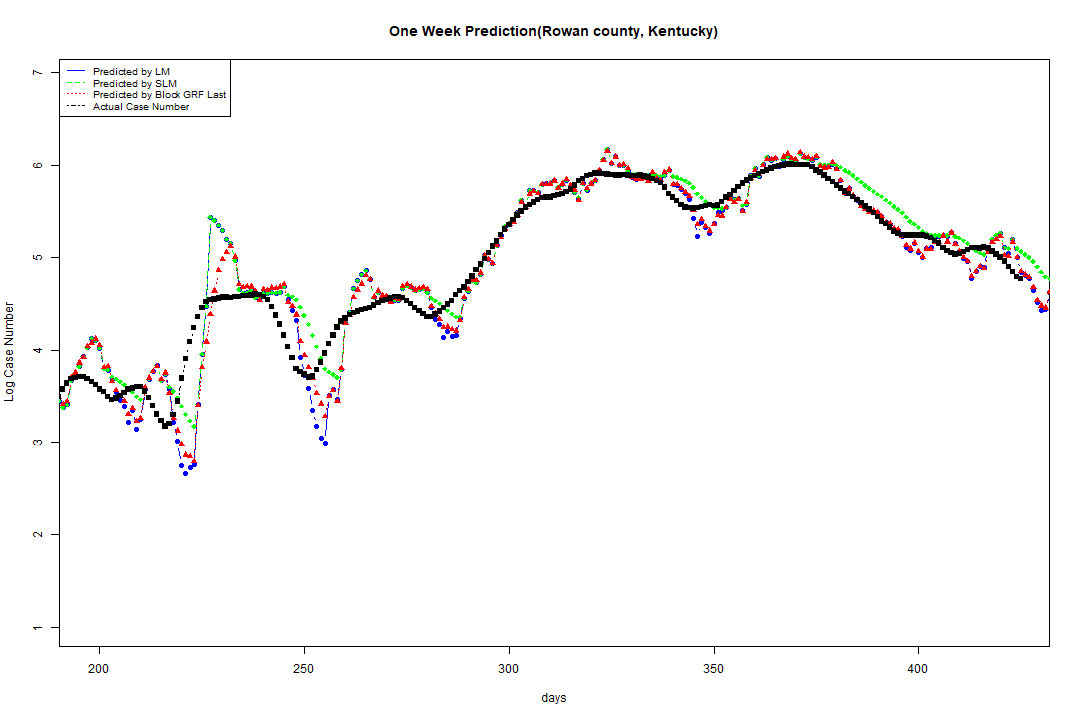 One Week Prediction(Rowan county, Kentucky)
Predicted by LM
Predicted by SLM
Predicted by Block GRF Last
Actual Case Number
7
6
5
4
3
2
1
Log Case Number
200 250 300 350 400
days